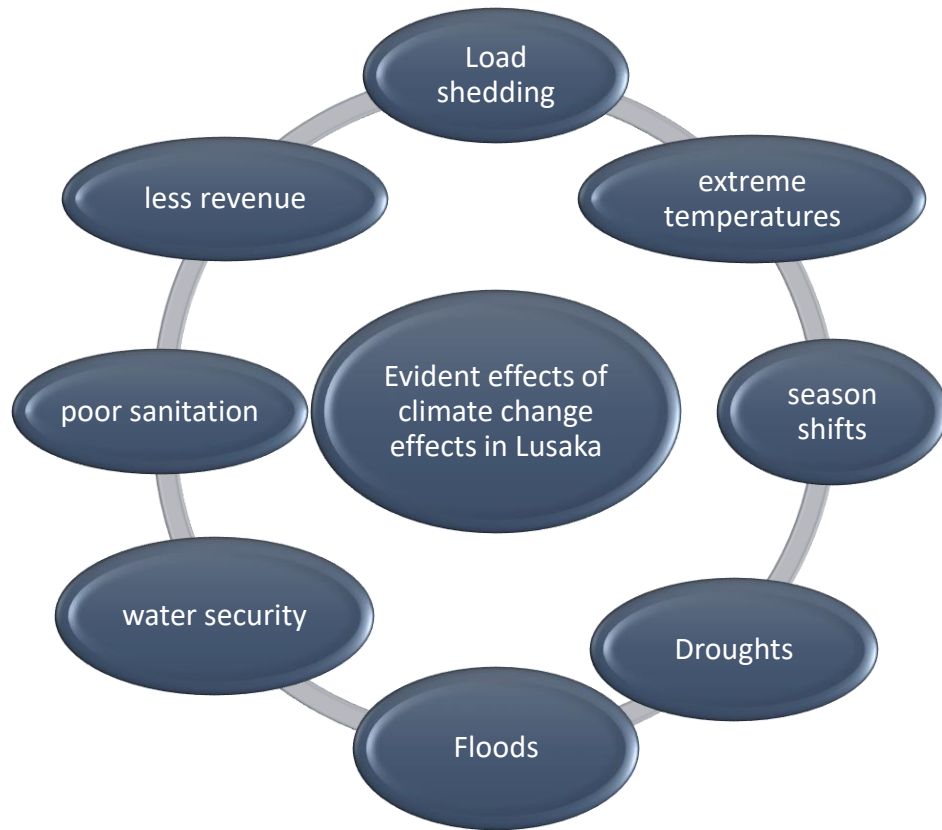 Load
shedding
extreme
temperatures
season
shifts
Droughts
Floods
water security
poor sanitation
less revenue
Evident effects of
climate change
effects in Lusaka